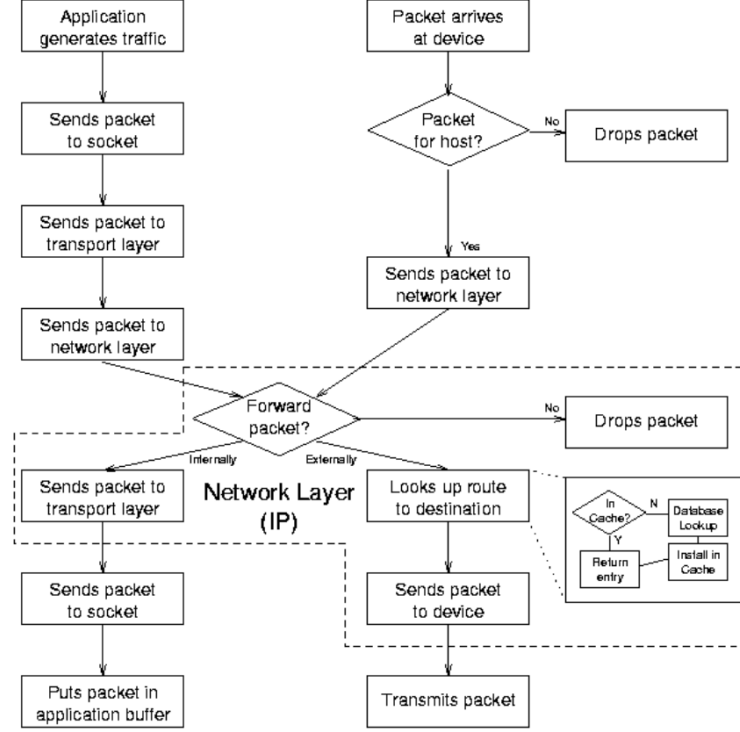 Application
generates traffic
Packet arrives
at device
Sends packet
to socket
Packet
for host?
No
Drops packet
Sends packet to
transport layer
Yes
Sends packet to
network layer
Sends packet to
network layer
Forward
packet?
No
Drops packet
Internally
Externally
Sends packet to
transport layer
Network Layer
(IP)
Looks up route
to destination
In
Cache?
N
Database
Lookup
Y
Return
entry
Install in
Cache
Sends packet
to socket
Sends packet
to device
Puts packet in
application buffer
Transmits packet